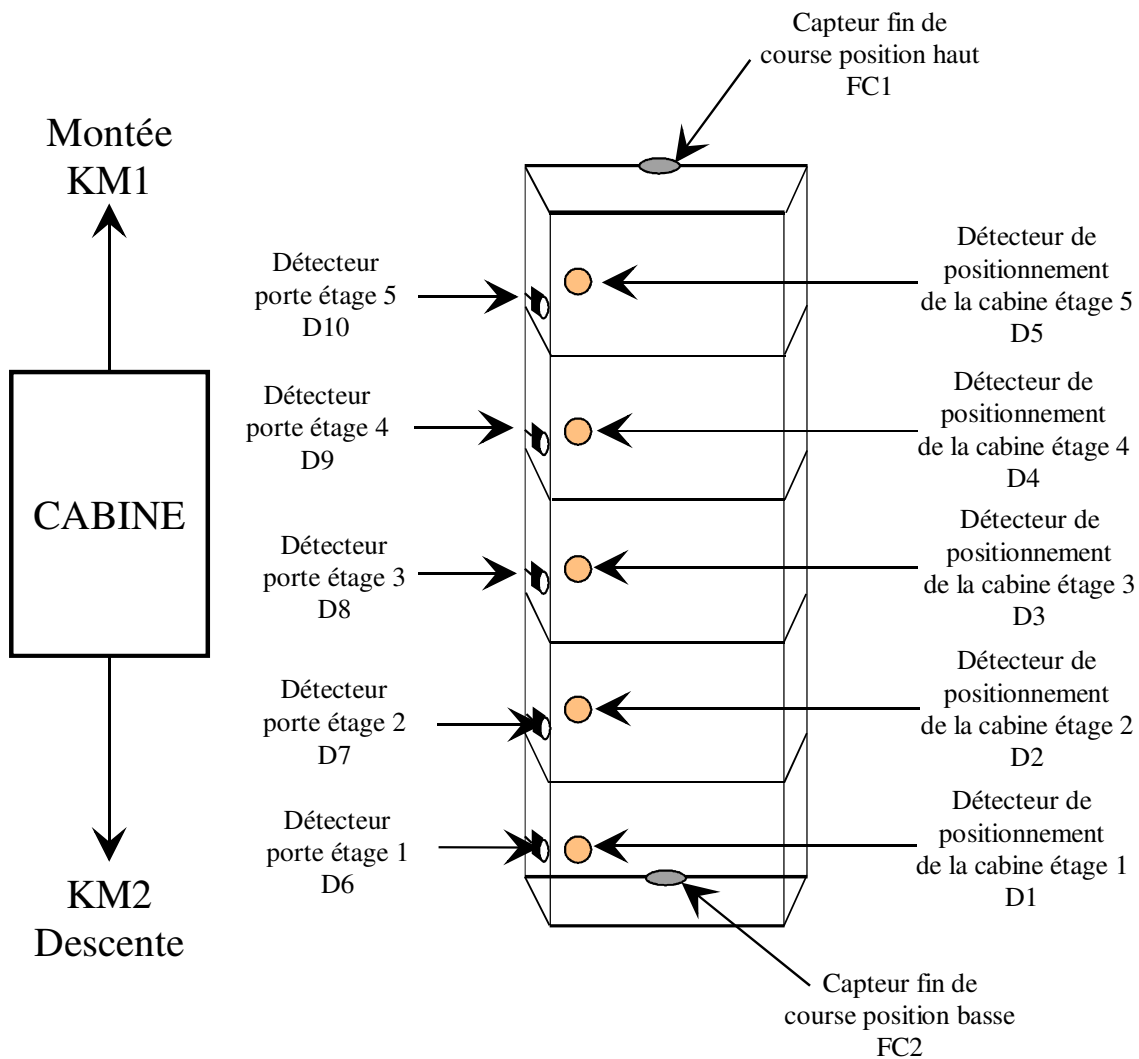 Capteur fin de
course position haut
FC1
Montée
KM1
Détecteur
porte étage 5
D10
Détecteur de
positionnement
de la cabine étage 5
D5
Détecteur
porte étage 4
D9
Détecteur de
positionnement
de la cabine étage 4
D4
CABINE
Détecteur
porte étage 3
D8
Détecteur de
positionnement
de la cabine étage 3
D3
Détecteur
porte étage 2
D7
Détecteur de
positionnement
de la cabine étage 2
D2
Détecteur
porte étage 1
D6
Détecteur de
positionnement
de la cabine étage 1
D1
KM2
Descente
Capteur fin de
course position basse
FC2